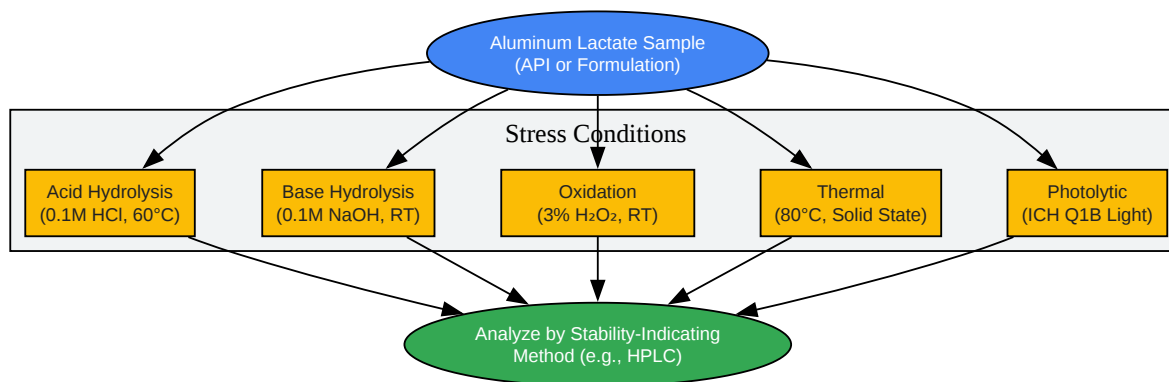 Aluminum Lactate Sample
(API or Formulation)
Stress Conditions
Acid Hydrolysis
(0.1M HCl, 60°C)
Base Hydrolysis
(0.1M NaOH, RT)
Oxidation
(3% H₂O₂, RT)
Thermal
(80°C, Solid State)
Photolytic
(ICH Q1B Light)
Analyze by Stability-Indicating
Method (e.g., HPLC)